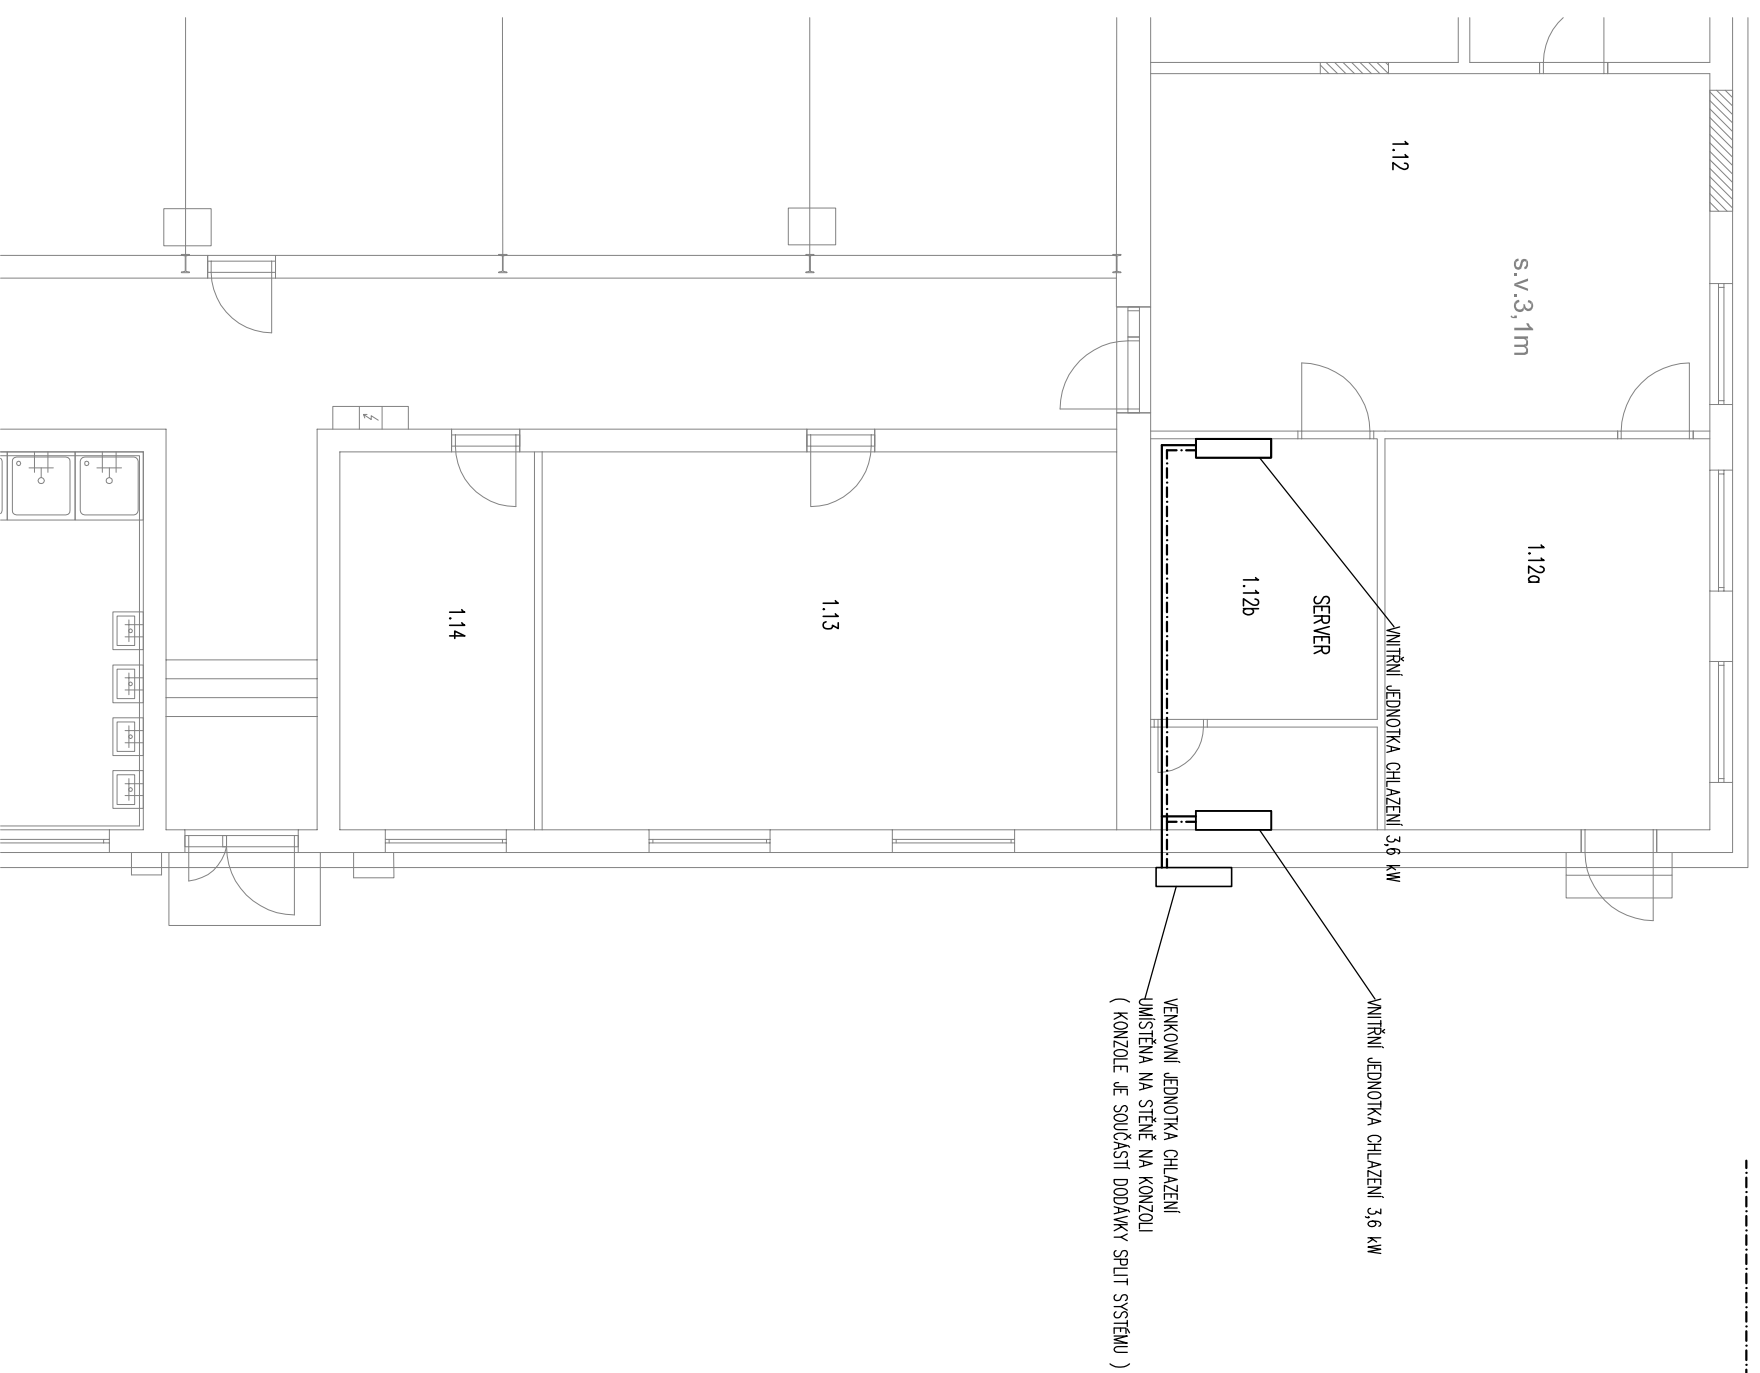 1.12
s.v.3,1m
1.12a
SERVER
1.12b
1.13
1.14
VNITŘNÍ JEDNOTKA CHLAZENÍ 3,6 kW
VNITŘNÍ JEDNOTKA CHLAZENÍ 3,6 kW
VENKOVNÍ JEDNOTKA CHLAZENÍ
UMÍSTĚNA NA STĚNĚ NA KONZOLI
( KONZOLE JE SOUČÁSTÍ DODÁVKY SPLIT SYSTÉMU )